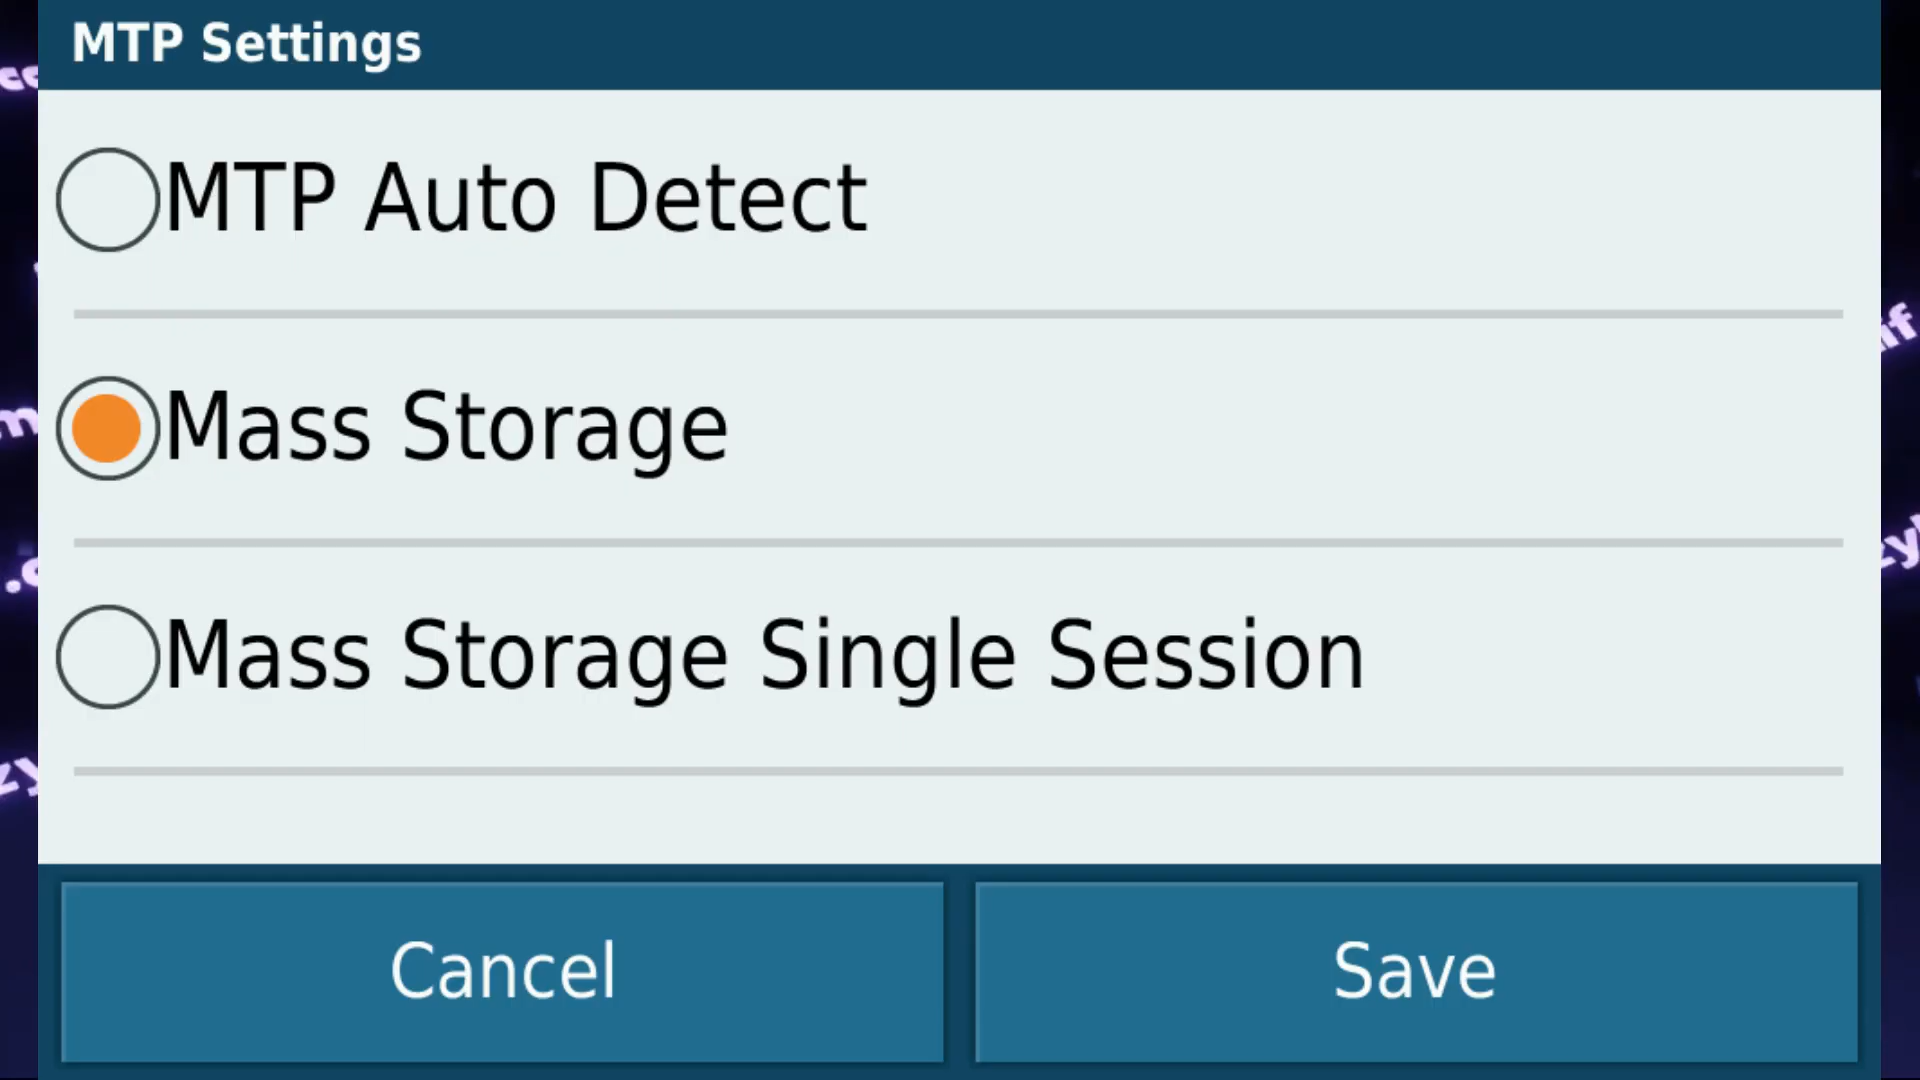 MTP Settings
MTP Auto Detect
Mass Storage
Mass Storage Single Session
Cancel
Save